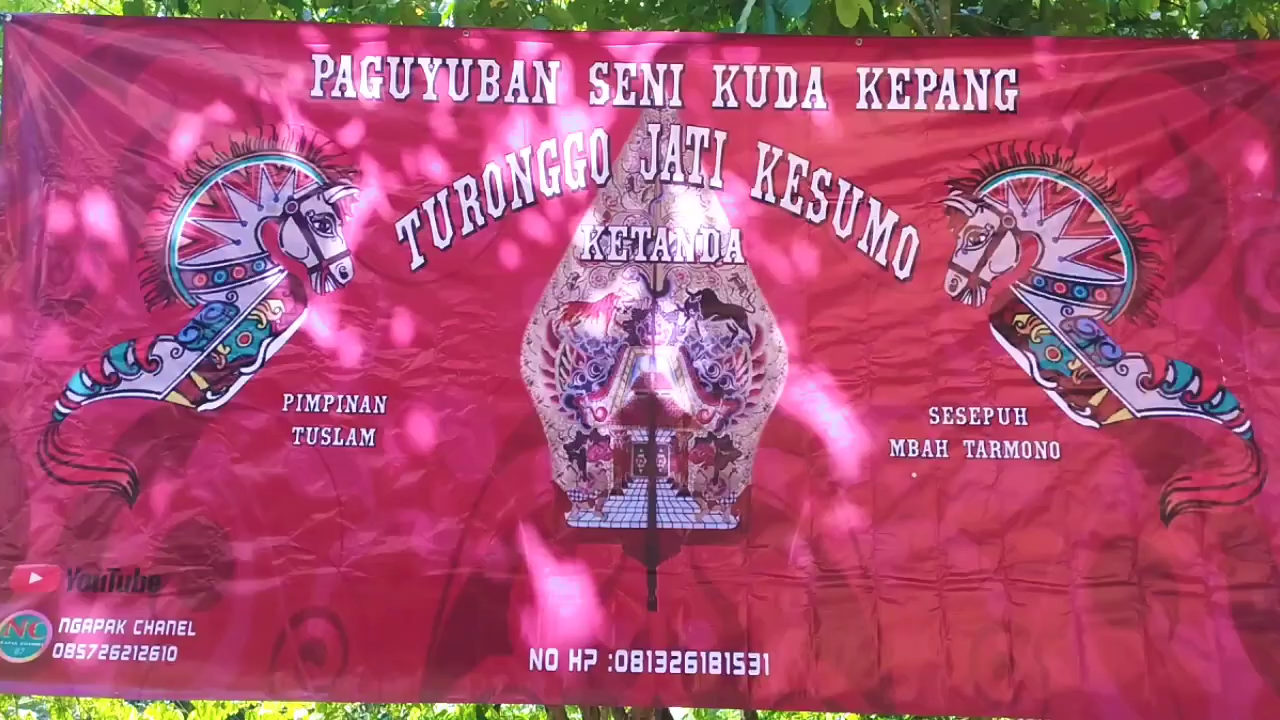 PAGUYUBAN SENI KUDA KEPANG
TURONGGO JATI KESUMO
KETANDA
PIMPINAN
TUSLAM
SESEPUH
MBAH TARMONO
YouTube
NC
NGAPAK CHANEL
085726212610
NO HP :081326181531